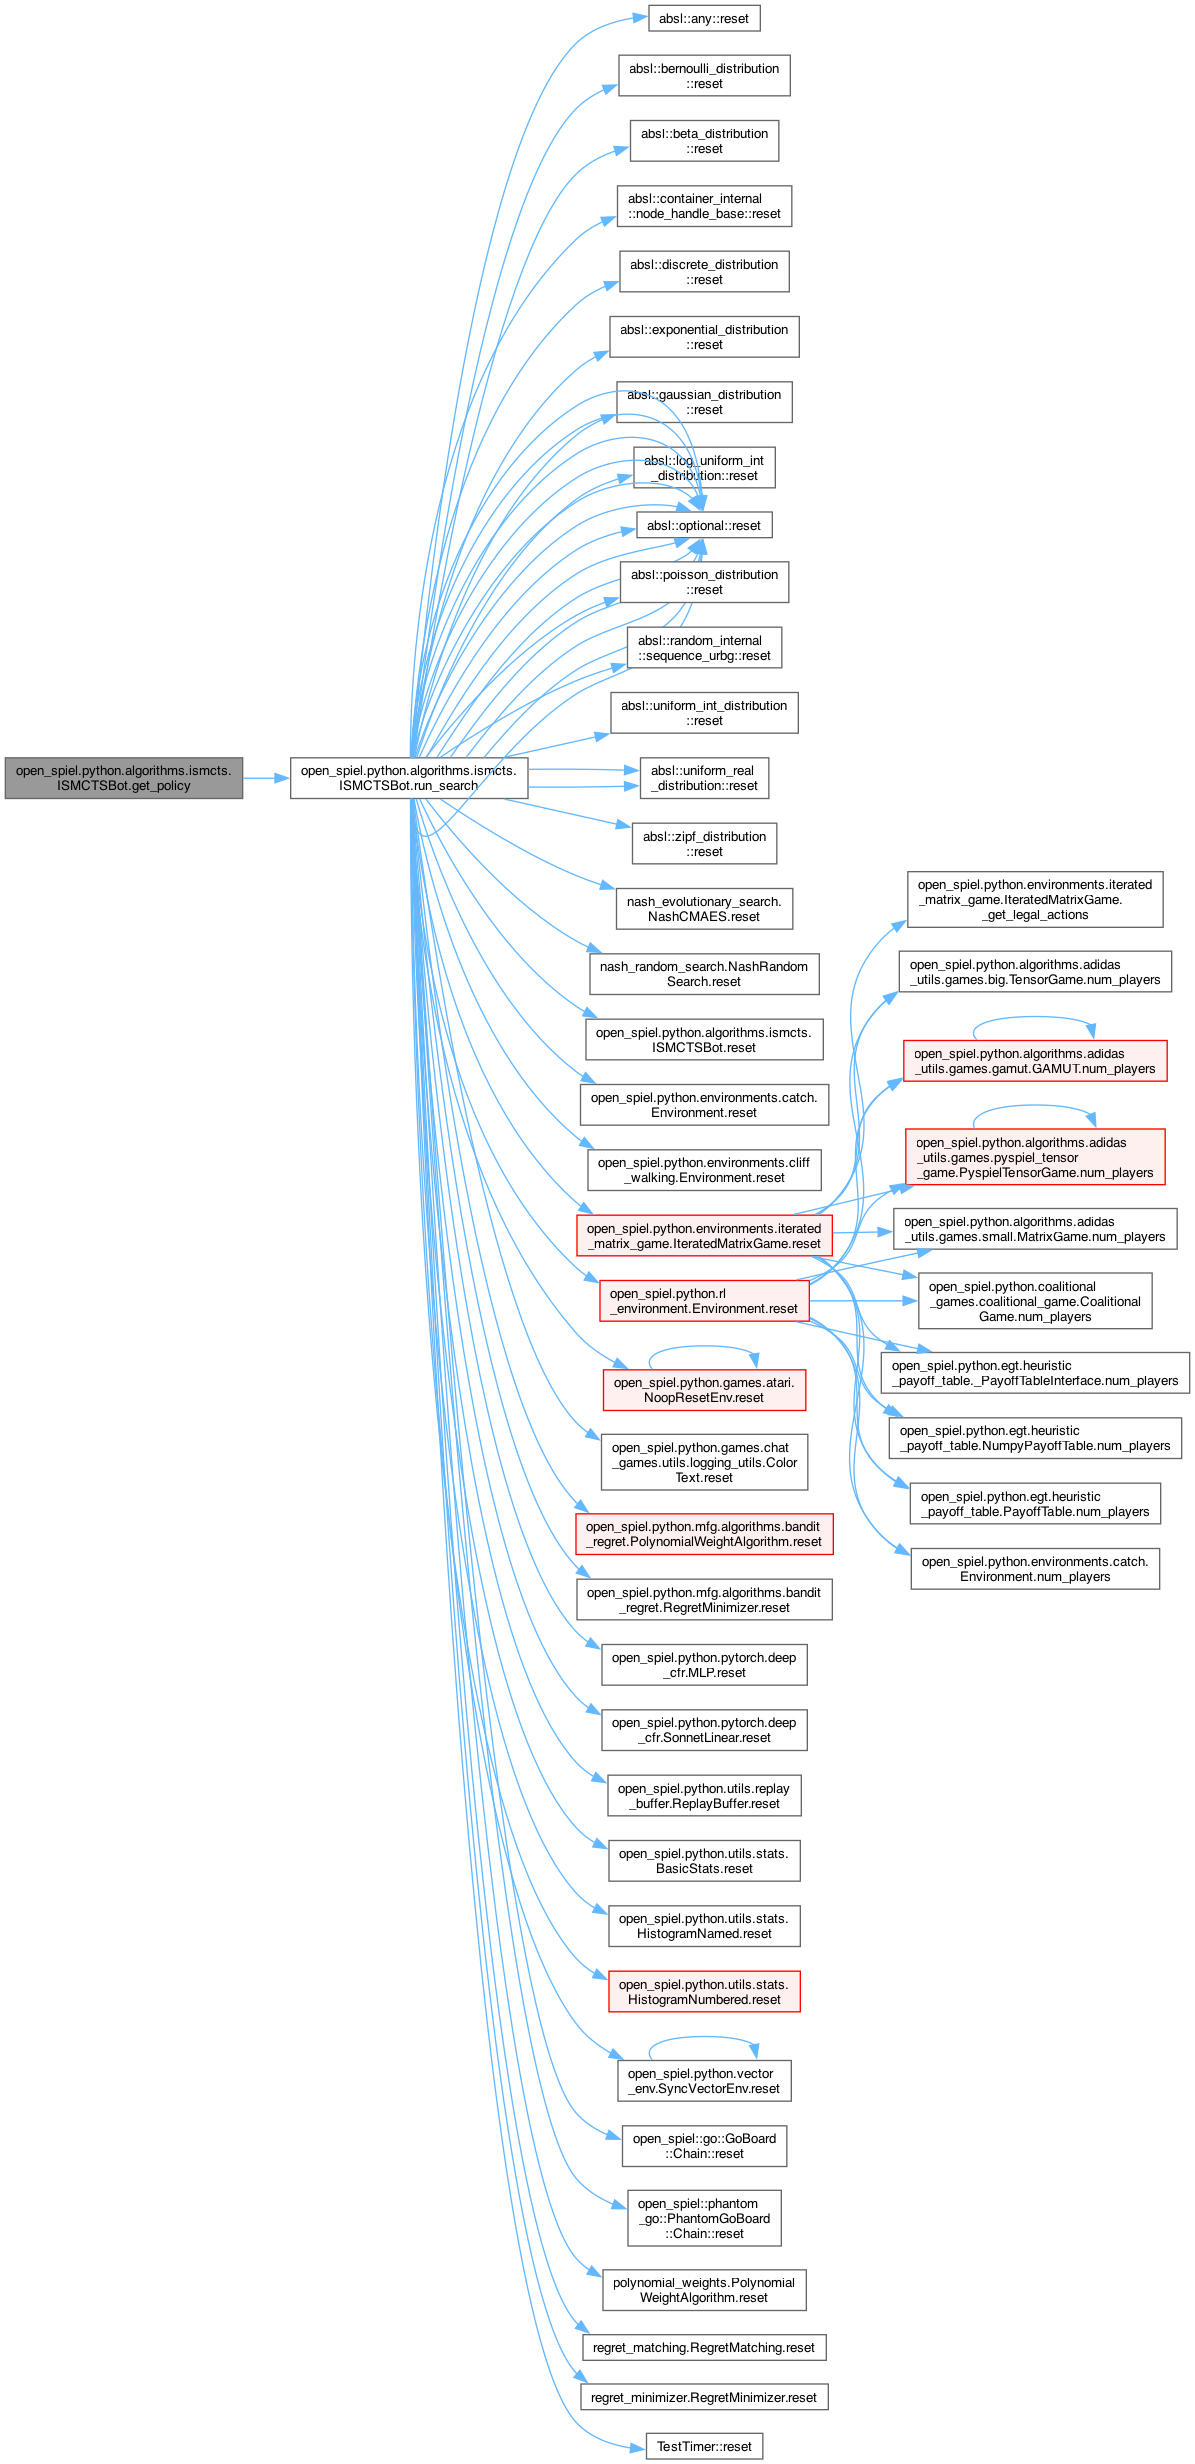 absl::any::reset
absl::bernoulli_distribution
::reset
absl::beta_distribution
::reset
absl::container_internal
::node_handle_base::reset
absl::discrete_distribution
::reset
absl::exponential_distribution
::reset
absl::gaussian_distribution
::reset
absl::log_uniform_int
_distribution::reset
absl::optional::reset
absl::poisson_distribution
::reset
absl::random_internal
::sequence_urbg::reset
absl::uniform_int_distribution
::reset
open_spiel.python.algorithms.ismcts.
ISMCTSBot.get_policy
open_spiel.python.algorithms.ismcts.
ISMCTSBot.run_search
absl::uniform_real
_distribution::reset
absl::zipf_distribution
::reset
nash_evolutionary_search.
NashCMAES.reset
nash_random_search.NashRandom
Search.reset
open_spiel.python.algorithms.ismcts.
ISMCTSBot.reset
open_spiel.python.environments.catch.
Environment.reset
open_spiel.python.environments.cliff
_walking.Environment.reset
open_spiel.python.environments.iterated
_matrix_game.IteratedMatrixGame.reset
open_spiel.python.rl
_environment.Environment.reset
open_spiel.python.games.atari.
NoopResetEnv.reset
open_spiel.python.games.chat
_games.utils.logging_utils.Color
Text.reset
open_spiel.python.mfg.algorithms.bandit
_regret.PolynomialWeightAlgorithm.reset
open_spiel.python.mfg.algorithms.bandit
_regret.RegretMinimizer.reset
open_spiel.python.pytorch.deep
_cfr.MLP.reset
open_spiel.python.pytorch.deep
_cfr.SonnetLinear.reset
open_spiel.python.utils.replay
_buffer.ReplayBuffer.reset
open_spiel.python.utils.stats.
BasicStats.reset
open_spiel.python.utils.stats.
HistogramNamed.reset
open_spiel.python.utils.stats.
HistogramNumbered.reset
open_spiel.python.vector
_env.SyncVectorEnv.reset
open_spiel::go::GoBoard
::Chain::reset
open_spiel::phantom
_go::PhantomGoBoard
::Chain::reset
polynomial_weights.Polynomial
WeightAlgorithm.reset
regret_matching.RegretMatching.reset
regret_minimizer.RegretMinimizer.reset
TestTimer::reset
open_spiel.python.environments.iterated
_matrix_game.IteratedMatrixGame.
_get_legal_actions
open_spiel.python.algorithms.adidas
_utils.games.big.TensorGame.num_players
open_spiel.python.algorithms.adidas
_utils.games.gamut.GAMUT.num_players
open_spiel.python.algorithms.adidas
_utils.games.pyspiel_tensor
_game.PyspielTensorGame.num_players
open_spiel.python.algorithms.adidas
_utils.games.small.MatrixGame.num_players
open_spiel.python.coalitional
_games.coalitional_game.Coalitional
Game.num_players
open_spiel.python.egt.heuristic
_payoff_table._PayoffTableInterface.num_players
open_spiel.python.egt.heuristic
_payoff_table.NumpyPayoffTable.num_players
open_spiel.python.egt.heuristic
_payoff_table.PayoffTable.num_players
open_spiel.python.environments.catch.
Environment.num_players